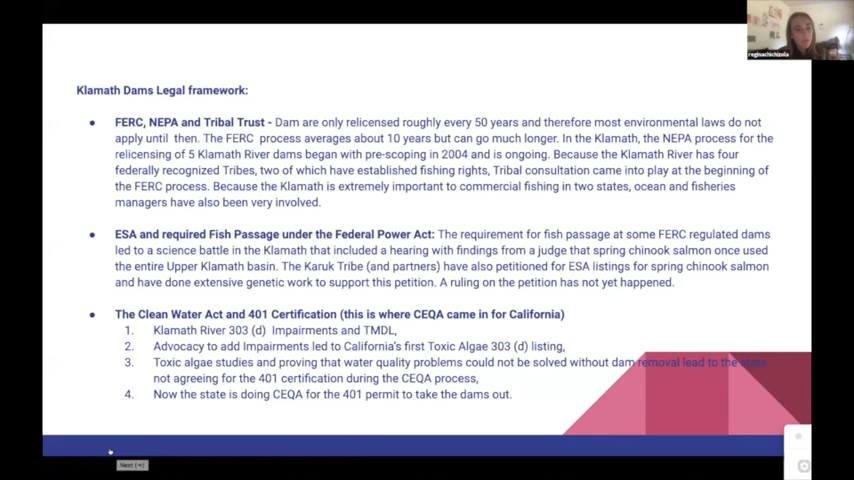 reginachichizola
Klamath Dams Legal framework:
● FERC, NEPA and Tribal Trust - Dam are only relicensed roughly every 50 years and therefore most environmental laws do not
apply until then. The FERC process averages about 10 years but can go much longer. In the Klamath, the NEPA process for the
relicensing of 5 Klamath River dams began with pre-scoping in 2004 and is ongoing. Because the Klamath River has four
federally recognized Tribes, two of which have established fishing rights, Tribal consultation came into play at the beginning of
the FERC process. Because the Klamath is extremely important to commercial fishing in two states, ocean and fisheries
managers have also been very involved.
● ESA and required Fish Passage under the Federal Power Act: The requirement for fish passage at some FERC regulated dams
led to a science battle in the Klamath that included a hearing with findings from a judge that spring chinook salmon once used
the entire Upper Klamath basin. The Karuk Tribe (and partners) have also petitioned for ESA listings for spring chinook salmon
and have done extensive genetic work to support this petition. A ruling on the petition has not yet happened.
● The Clean Water Act and 401 Certification (this is where CEQA came in for California)
1. Klamath River 303 (d) Impairments and TMDL,
2. Advocacy to add Impairments led to California's first Toxic Algae 303 (d) listing,
3. Toxic algae studies and proving that water quality problems could not be solved without dam removal lead to the state
not agreeing for the 401 certification during the CEQA process,
4. Now the state is doing CEQA for the 401 permit to take the dams out.
Next (→)